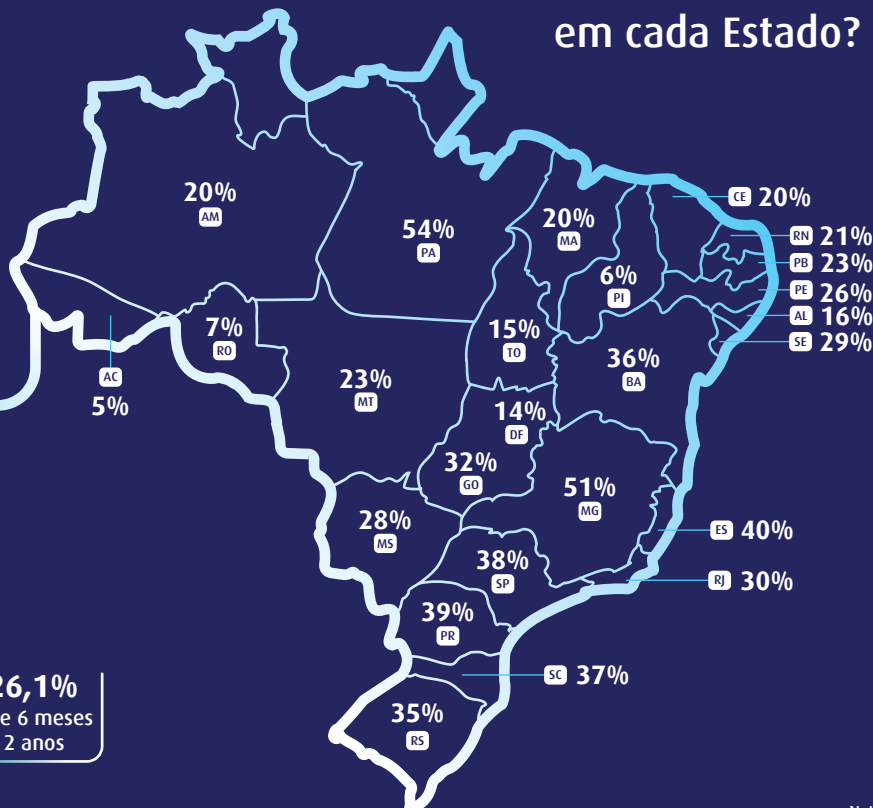 em cada Estado?
20%
AM
54%
PA
20%
MA
6%
PI
CE 20%
RN 21%
PB 23%
PE 26%
AL 16%
SE 29%
7%
RO
AC
5%
23%
MT
15%
TO
36%
BA
14%
DF
32%
GO
51%
MG
28%
MS
ES 40%
38%
SP
RJ 30%
39%
PR
SC 37%
35%
RS
26,1%
e 6 meses
2 anos